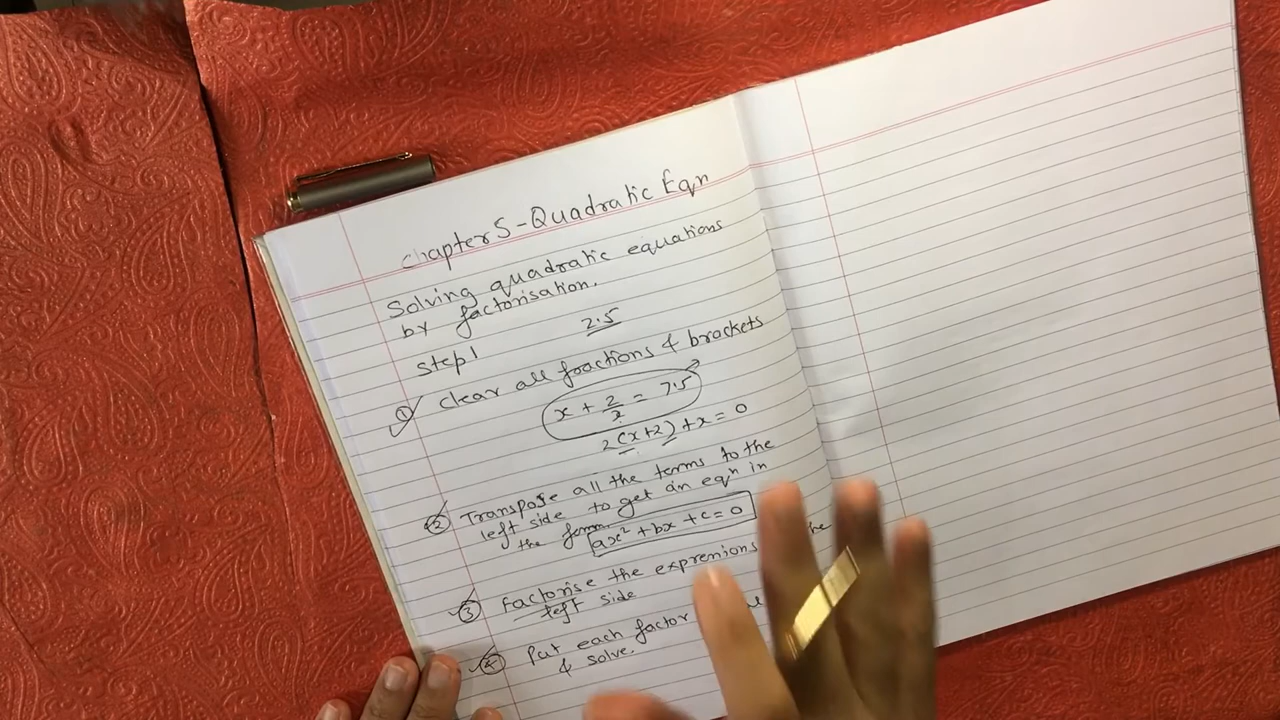 chapter 5-Quadratic Eqn
Solving quadratic equations
by factorisation.
2.5
step1
① clear all fractions & brackets
x + 2/x = 7.5
2(x+2) + x = 0
② Transpose all the terms to the
left side to get an eqⁿ in
the form
ax² + bx + c = 0
③ Factorise the expressions he
left side
④ Put each factor
& solve.